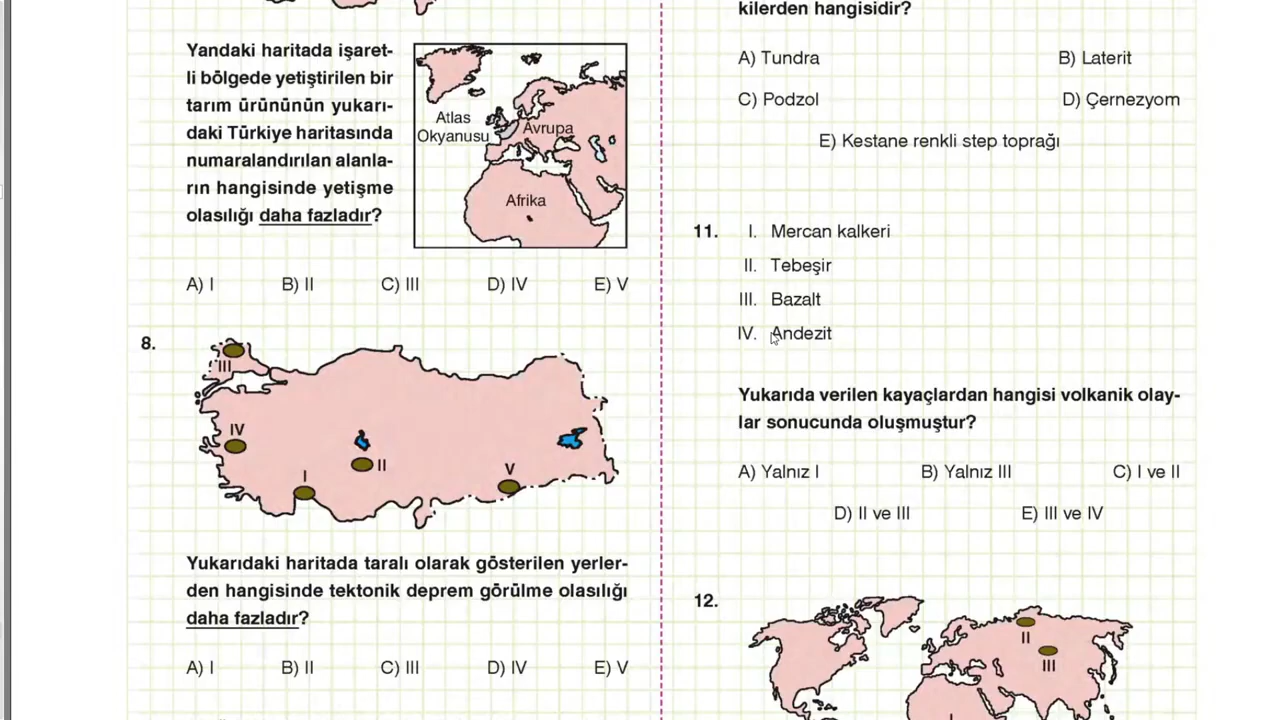 Yandaki haritada işaret-
li bölgede yetiştirilen bir
tarım ürününün yukarı-
daki Türkiye haritasında
numaralandırılan alanla-
rın hangisinde yetişme
olasılığı daha fazladır?
Atlas
Okyanusu
Avrupa
Afrika
A) I B) II C) III D) IV E) V
8.
III
IV
II
I
V
Yukarıdaki haritada taralı olarak gösterilen yerler-
den hangisinde tektonik deprem görülme olasılığı
daha fazladır?
A) I B) II C) III D) IV E) V
kilerden hangisidir?
A) Tundra B) Laterit
C) Podzol D) Çernezyom
E) Kestane renkli step toprağı
11. I. Mercan kalkeri
II. Tebeşir
III. Bazalt
IV. Andezit
Yukarıda verilen kayaçlardan hangisi volkanik olay-
lar sonucunda oluşmuştur?
A) Yalnız I B) Yalnız III C) I ve II
D) II ve III E) III ve IV
12.
II
III